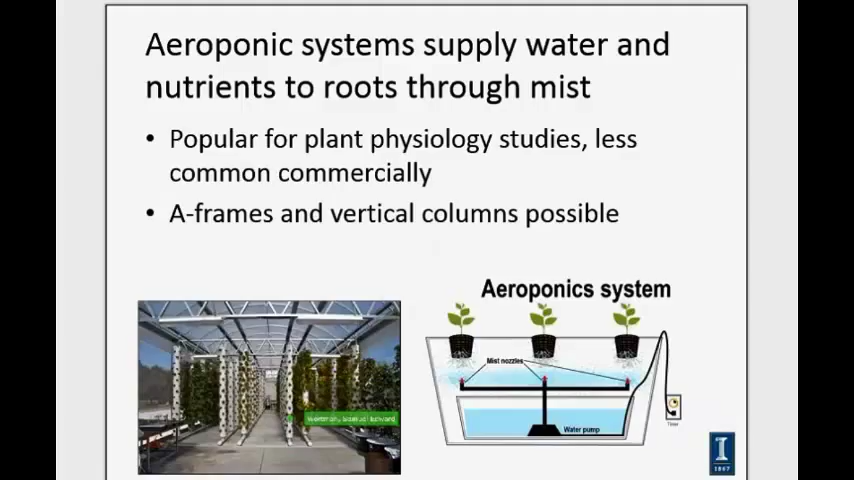 Aeroponic systems supply water and
nutrients to roots through mist
• Popular for plant physiology studies, less
common commercially
• A-frames and vertical columns possible
Aeroponics system
Mist nozzles
Water pump
Timer
I
1867